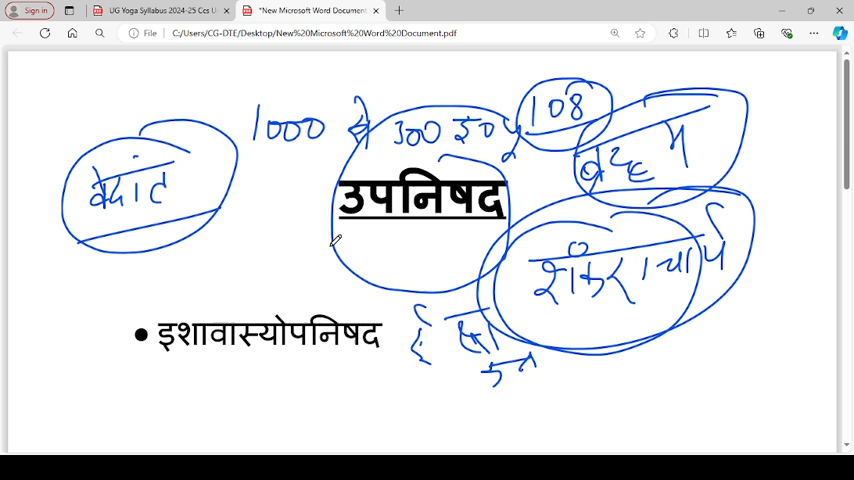 Sign in
UG Yoga Syllabus 2024-25 Ccs U
*New Microsoft Word Document.
File
C:/Users/CG-DTE/Desktop/New%20Microsoft%20Word%20Document.pdf
1000 से 300 ई०पू 108
वेदांत
उपनिषद
शंकराचार्य
• इशावास्योपनिषद